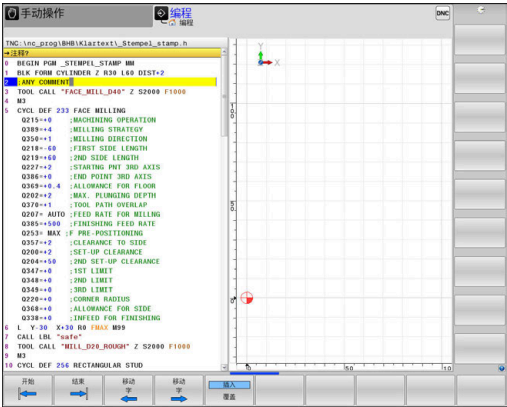 手动操作
编程
编程
DNC
TNC:\nc_prog\BHB\Klartext\_Stempel_stamp.h
→注释?
0 BEGIN PGM _STEMPEL_STAMP MM
1 BLK FORM CYLINDER Z R30 L60 DIST+2
2 ;ANY COMMENT
3 TOOL CALL "FACE_MILL_D40" Z S2000 F1000
4 M3
5 CYCL DEF 233 FACE MILLING
Q215=+0 ;MACHINING OPERATION
Q389=+4 ;MILLING STRATEGY
Q350=+1 ;MILLING DIRECTION
Q218=-60 ;FIRST SIDE LENGTH
Q219=+60 ;2ND SIDE LENGTH
Q227=+2 ;STARTNG PNT 3RD AXIS
Q386=+0 ;END POINT 3RD AXIS
Q369=+0.4 ;ALLOWANCE FOR FLOOR
Q202=+2 ;MAX. PLUNGING DEPTH
Q370=+1 ;TOOL PATH OVERLAP
Q207= AUTO ;FEED RATE FOR MILLNG
Q385=+500 ;FINISHING FEED RATE
Q253= MAX ;F PRE-POSITIONING
Q357=+2 ;CLEARANCE TO SIDE
Q200=+2 ;SET-UP CLEARANCE
Q204=+50 ;2ND SET-UP CLEARANCE
Q347=+0 ;1ST LIMIT
Q348=+0 ;2ND LIMIT
Q349=+0 ;3RD LIMIT
Q220=+0 ;CORNER RADIUS
Q368=+0 ;ALLOWANCE FOR SIDE
Q338=+0 ;INFEED FOR FINISHING
6 L Y-30 X+30 R0 FMAX M99
7 CALL LBL "safe"
8 TOOL CALL "MILL_D20_ROUGH" Z S2000 F1000
9 M3
10 CYCL DEF 256 RECTANGULAR STUD
Y
X
开始
结束
移动
字
移动
字
插入
覆盖